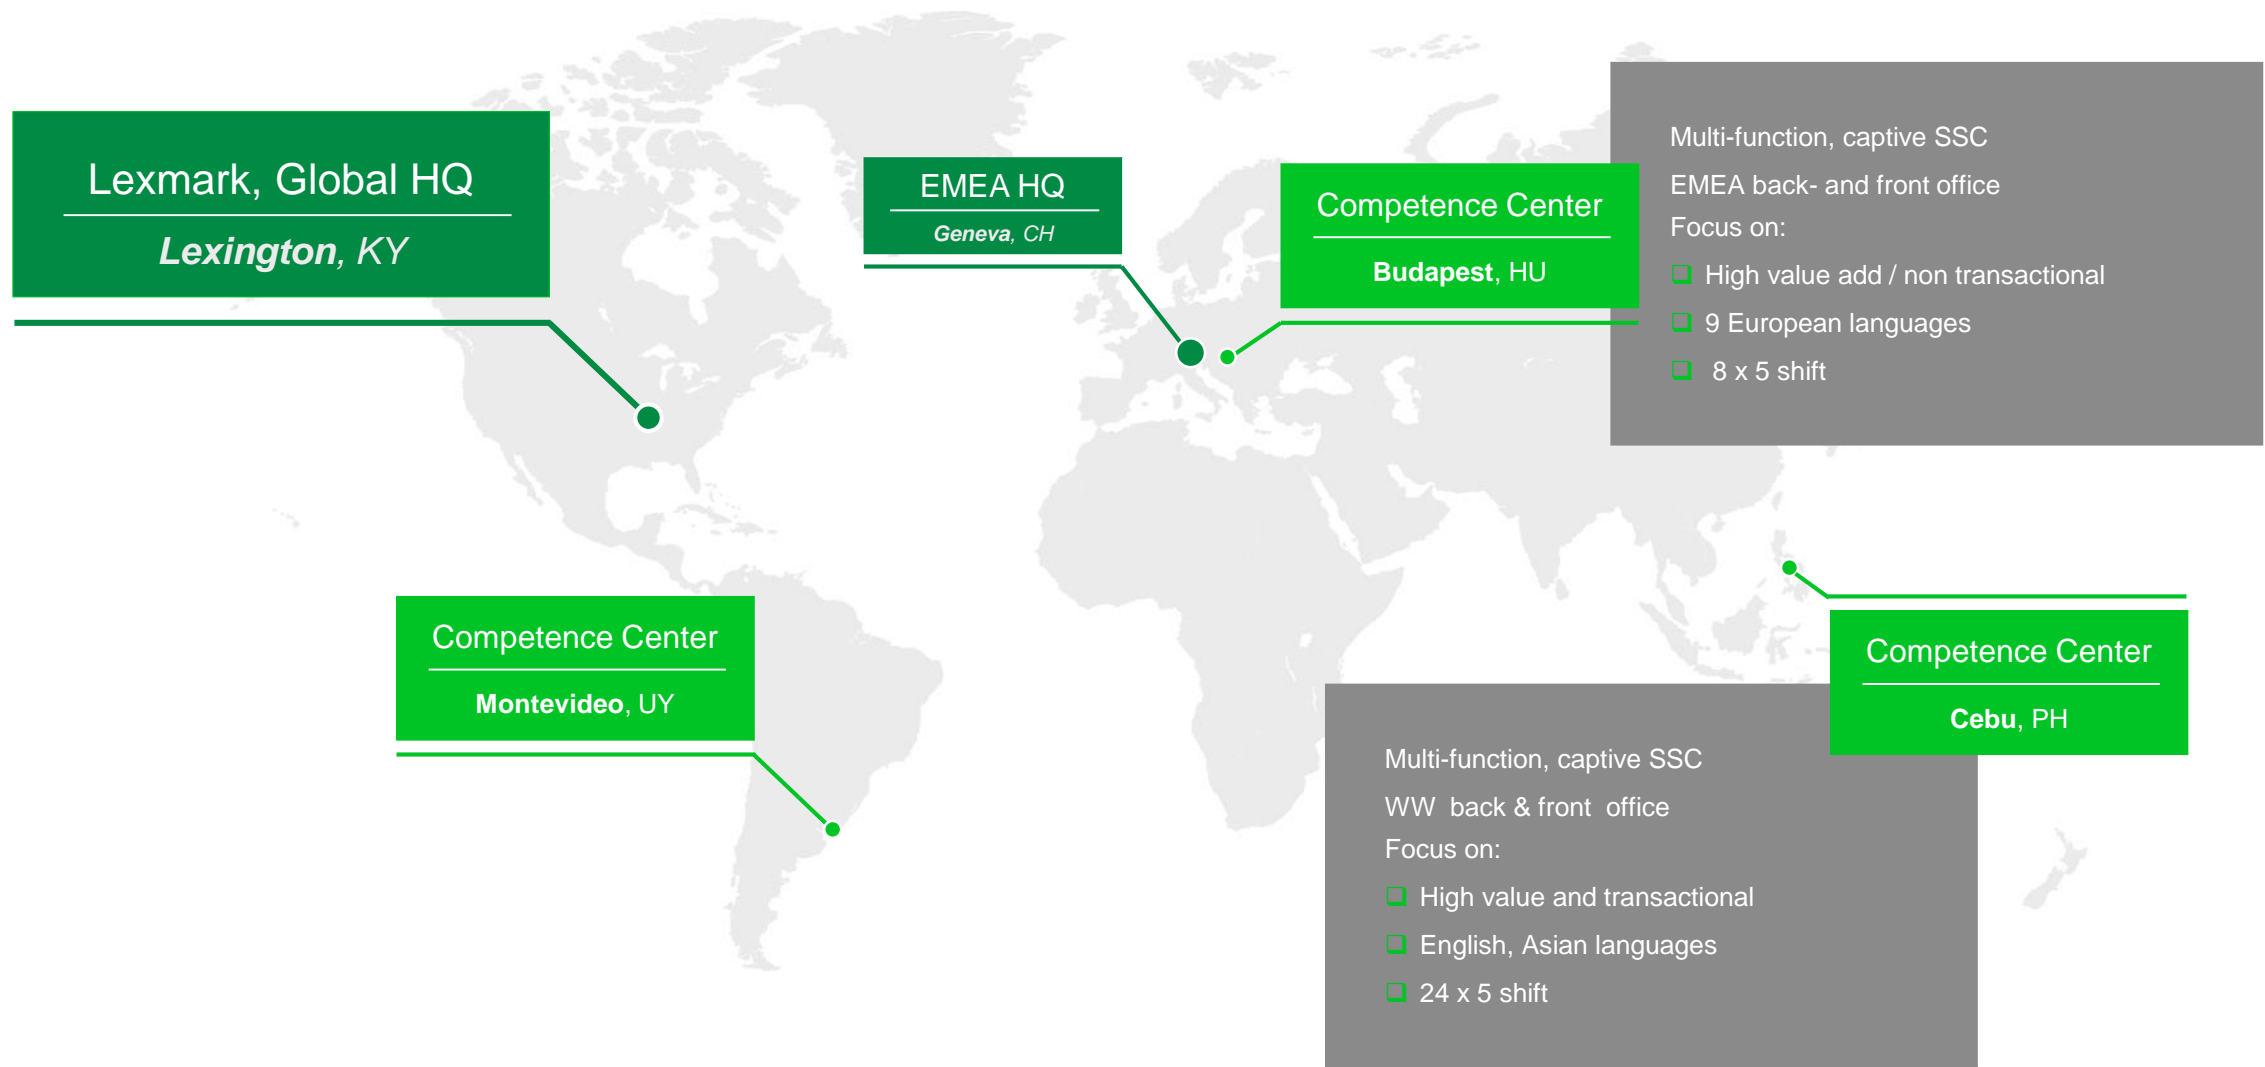 Lexmark, Global HQ
Lexington, KY
EMEA HQ
Geneva, CH
Competence Center
Budapest, HU
Multi-function, captive SSC
EMEA back- and front office
Focus on:
High value add / non transactional
9 European languages
8 x 5 shift
Competence Center
Montevideo, UY
Competence Center
Cebu, PH
Multi-function, captive SSC
WW back & front office
Focus on:
High value and transactional
English, Asian languages
24 x 5 shift